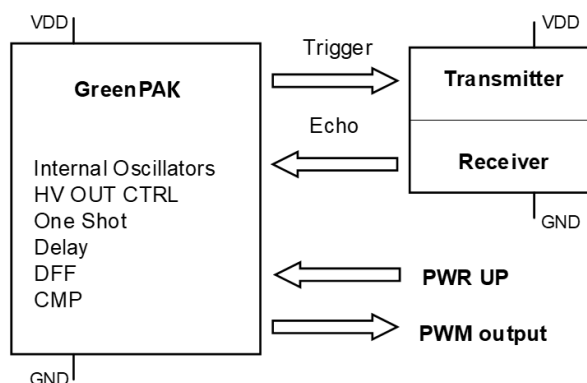 VDD
GreenPAK
Internal Oscillators
HV OUT CTRL
One Shot
Delay
DFF
CMP
GND
Trigger
Echo
VDD
Transmitter
Receiver
GND
PWR UP
PWM output